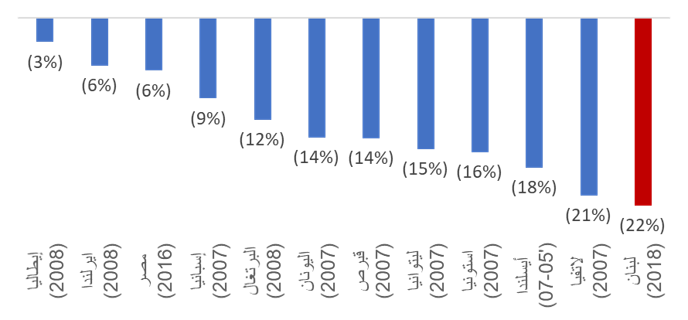 (3%)
(6%)
(6%)
(9%)
(12%)
(14%)
(14%)
(15%)
(16%)
(18%)
(21%)
(22%)
إيطاليا
(2008)
ايرلندا
(2008)
مصر
(2016)
إسبانيا
(2007)
البرتغال
(2008)
اليونان
(2007)
قبرص
(2007)
ليتوانيا
(2007)
استونيا
(2007)
أيسلندا
(07-05')
لاتفيا
(2007)
لبنان
(2018)